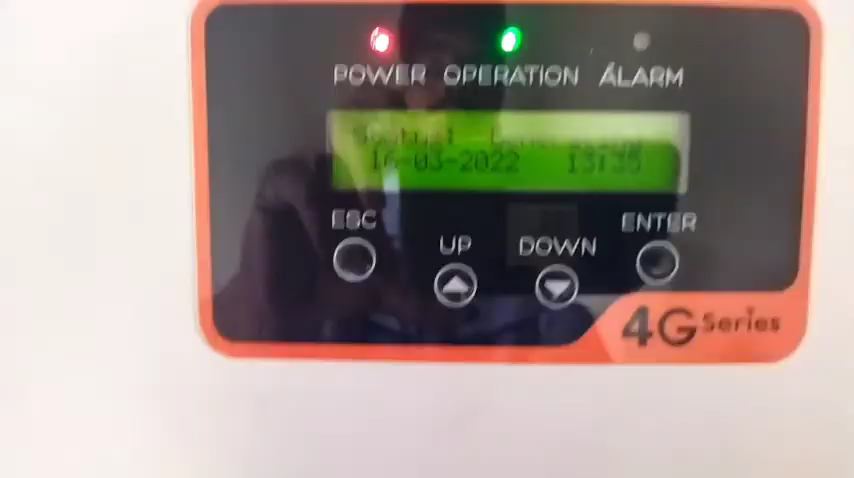 POWER OPERATION ALARM
16-03-2022 13:35
ESC
UP
DOWN
ENTER
4G Series